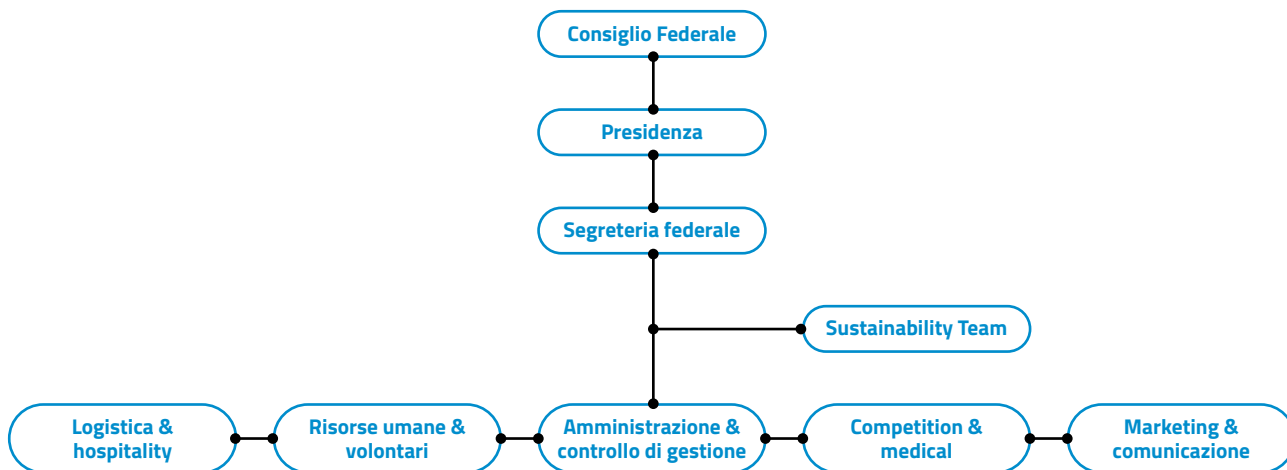 Consiglio Federale
Presidenza
Segreteria federale
Sustainability Team
Logistica &
hospitality
Risorse umane &
volontari
Amministrazione &
controllo di gestione
Competition &
medical
Marketing &
comunicazione